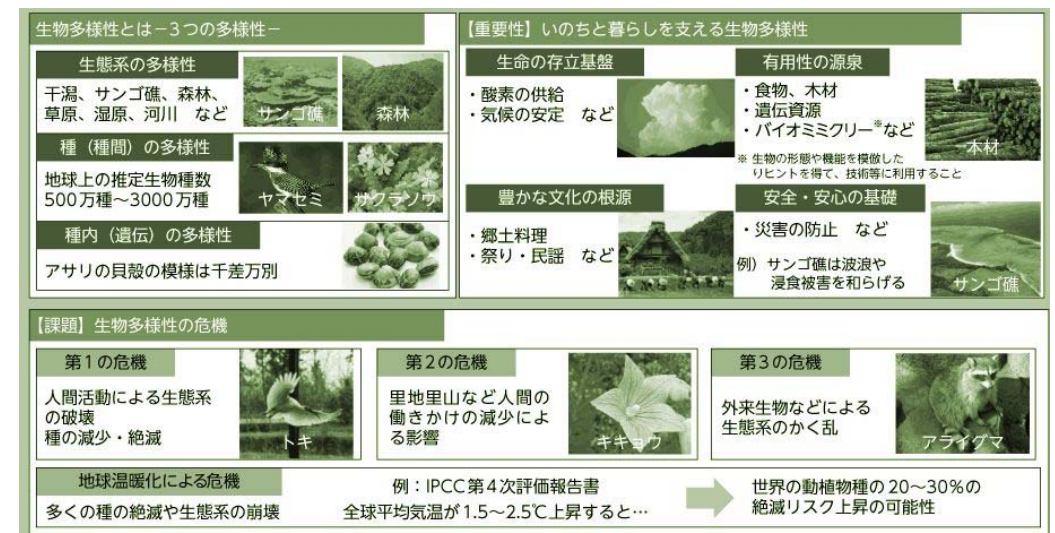 生物多様性とは－3つの多様性－
生態系の多様性
干潟、サンゴ礁、森林、
草原、湿原、河川 など
サンゴ礁
森林
種（種間）の多様性
地球上の推定生物種数
500万種～3000万種
ヤマセミ
サクラソウ
種内（遺伝）の多様性
アサリの貝殻の模様は千差万別
【重要性】いのちと暮らしを支える生物多様性
生命の存立基盤
・酸素の供給
・気候の安定 など
有用性の源泉
・食物、木材
・遺伝資源
・バイオミミクリー※など
※ 生物の形態や機能を模倣した
りヒントを得て、技術等に利用すること
木材
豊かな文化の根源
・郷土料理
・祭り・民謡 など
安全・安心の基礎
・災害の防止 など
例）サンゴ礁は波浪や
浸食被害を和らげる
サンゴ礁
【課題】生物多様性の危機
第1の危機
人間活動による生態系
の破壊
種の減少・絶滅
トキ
第2の危機
里地里山など人間の
働きかけの減少によ
る影響
キキョウ
第3の危機
外来生物などによる
生態系のかく乱
アライグマ
地球温暖化による危機
多くの種の絶滅や生態系の崩壊
例：IPCC第4次評価報告書
全球平均気温が1.5～2.5℃上昇すると…
世界の動植物種の20～30%の
絶滅リスク上昇の可能性